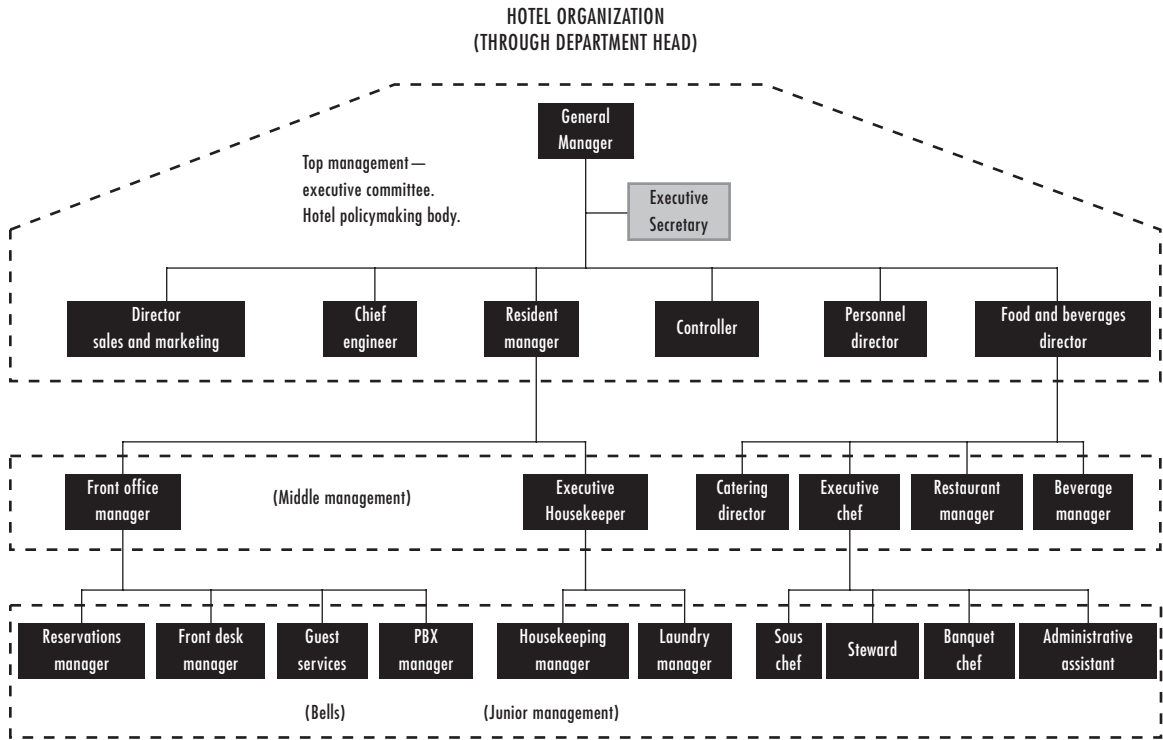 HOTEL ORGANIZATION
(THROUGH DEPARTMENT HEAD)
General
Manager
Top management—
executive committee.
Hotel policymaking body.
Executive
Secretary
Director
sales and marketing
Chief
engineer
Resident
manager
Controller
Personnel
director
Food and beverages
director
Front office
manager
(Middle management)
Executive
Housekeeper
Catering
director
Executive
chef
Restaurant
manager
Beverage
manager
Reservations
manager
Front desk
manager
Guest
services
PBX
manager
Housekeeping
manager
Laundry
manager
Sous
chef
Steward
Banquet
chef
Administrative
assistant
(Bells)
(Junior management)